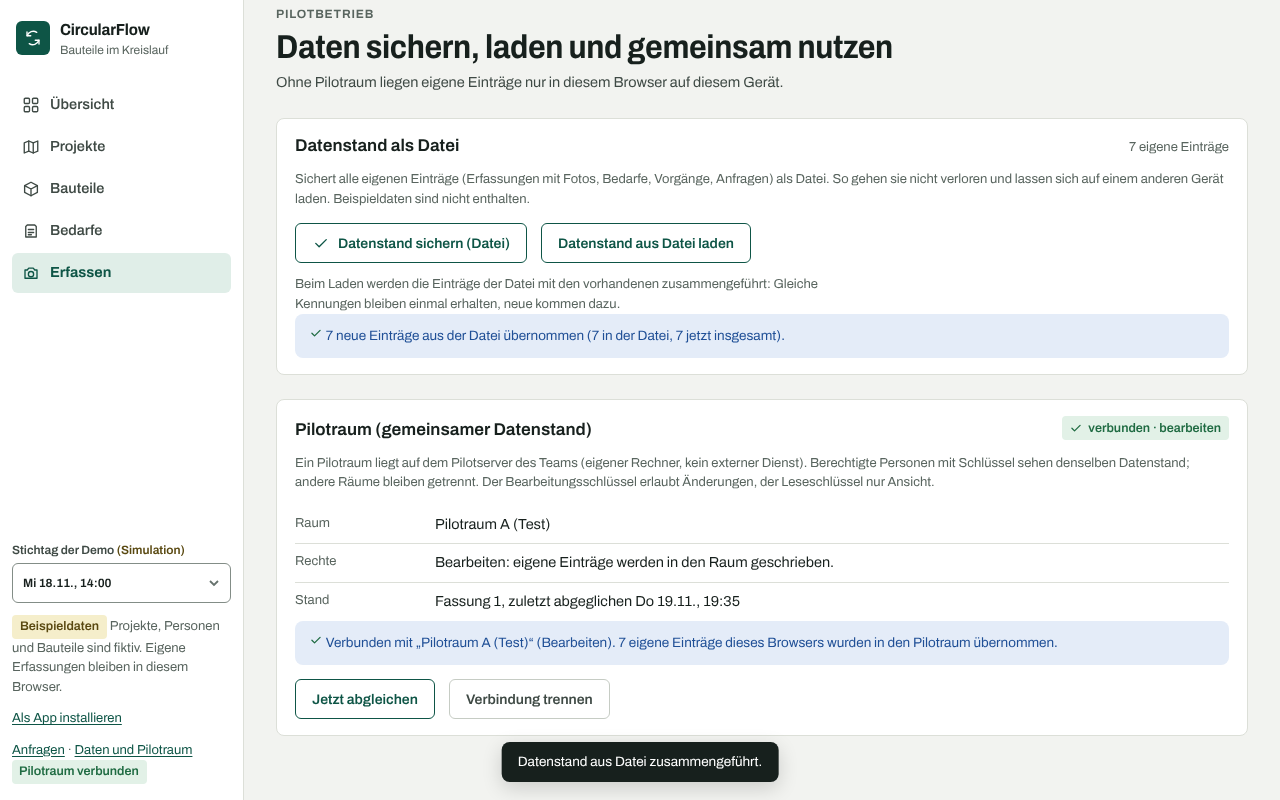 CircularFlow
Bauteile im Kreislauf
Übersicht
Projekte
Bauteile
Bedarfe
Erfassen
Stichtag der Demo (Simulation)
Mi 18.11., 14:00
Beispieldaten Projekte, Personen
und Bauteile sind fiktiv. Eigene
Erfassungen bleiben in diesem
Browser.
Als App installieren
Anfragen · Daten und Pilotraum
Pilotraum verbunden
PILOTBETRIEB
Daten sichern, laden und gemeinsam nutzen
Ohne Pilotraum liegen eigene Einträge nur in diesem Browser auf diesem Gerät.
Datenstand als Datei
7 eigene Einträge
Sichert alle eigenen Einträge (Erfassungen mit Fotos, Bedarfe, Vorgänge, Anfragen) als Datei. So gehen sie nicht verloren und lassen sich auf einem anderen Gerät
laden. Beispieldaten sind nicht enthalten.
Datenstand sichern (Datei)
Datenstand aus Datei laden
Beim Laden werden die Einträge der Datei mit den vorhandenen zusammengeführt: Gleiche
Kennungen bleiben einmal erhalten, neue kommen dazu.
7 neue Einträge aus der Datei übernommen (7 in der Datei, 7 jetzt insgesamt).
Pilotraum (gemeinsamer Datenstand)
verbunden · bearbeiten
Ein Pilotraum liegt auf dem Pilotserver des Teams (eigener Rechner, kein externer Dienst). Berechtigte Personen mit Schlüssel sehen denselben Datenstand;
andere Räume bleiben getrennt. Der Bearbeitungsschlüssel erlaubt Änderungen, der Leseschlüssel nur Ansicht.
Raum
Pilotraum A (Test)
Rechte
Bearbeiten: eigene Einträge werden in den Raum geschrieben.
Stand
Fassung 1, zuletzt abgeglichen Do 19.11., 19:35
Verbunden mit „Pilotraum A (Test)“ (Bearbeiten). 7 eigene Einträge dieses Browsers wurden in den Pilotraum übernommen.
Jetzt abgleichen
Verbindung trennen
Datenstand aus Datei zusammengeführt.